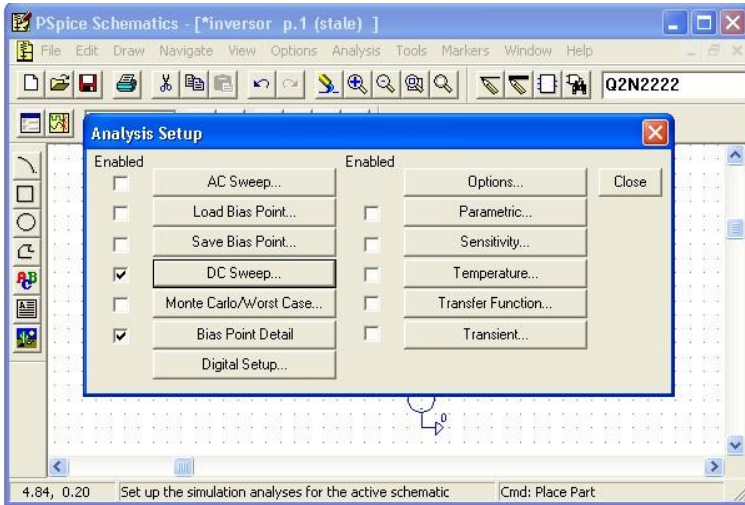 PSpice Schematics - [*inversor p.1 (stale) ]
File Edit Draw Navigate View Options Analysis Tools Markers Window Help
Q2N2222
Analysis Setup
Enabled Enabled
AC Sweep... Options... Close
Load Bias Point... Parametric...
Save Bias Point... Sensitivity...
DC Sweep... Temperature...
Monte Carlo/Worst Case... Transfer Function...
Bias Point Detail Transient...
Digital Setup...
ABC
0
4.84, 0.20 Set up the simulation analyses for the active schematic Cmd: Place Part